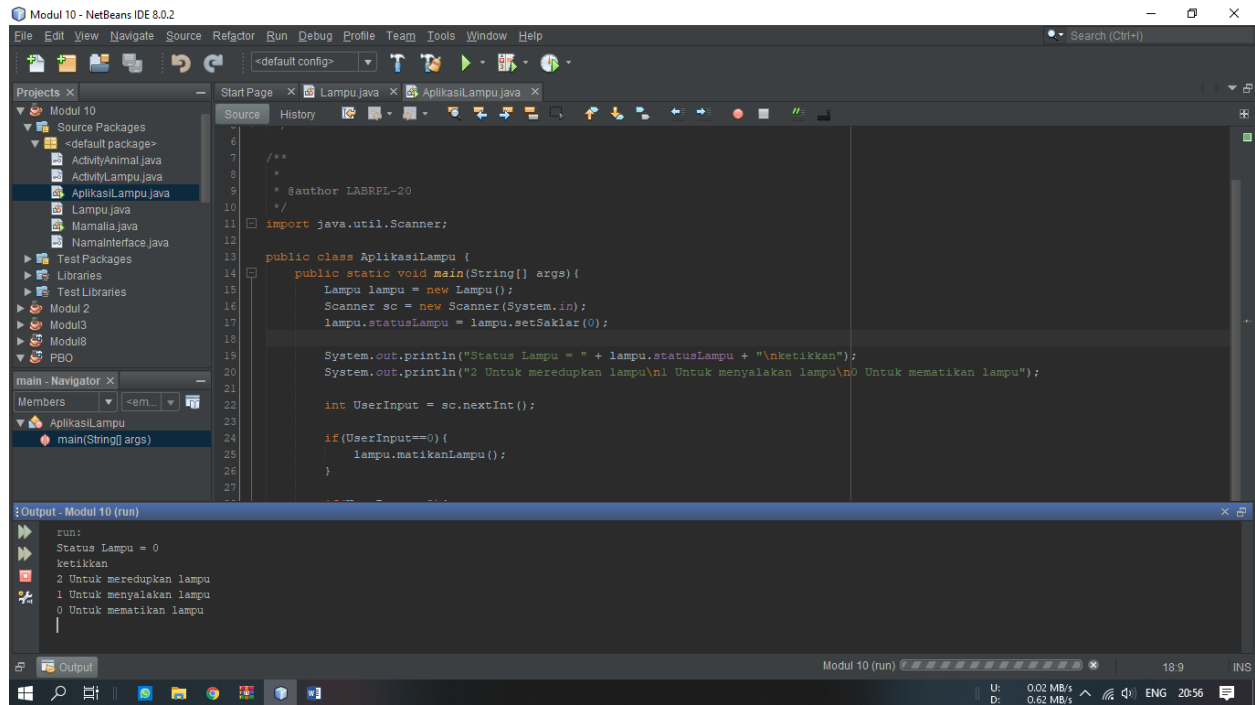 Modul 10 - NetBeans IDE 8.0.2
File Edit View Navigate Source Refactor Run Debug Profile Team Tools Window Help
Search (Ctrl+I)
<default config>
Projects
Modul 10
Source Packages
<default package>
ActivityAnimal.java
ActivityLampu.java
AplikasiLampu.java
Lampu.java
Mamalia.java
NamaInterface.java
Test Packages
Libraries
Test Libraries
Modul 2
Modul3
Modul8
PBO
main - Navigator
Members <em...
AplikasiLampu
main(String[] args)
Start Page Lampu.java AplikasiLampu.java
Source History
6
7 /**
8 *
9 * @author LABRPL-20
10 */
11 import java.util.Scanner;
12
13 public class AplikasiLampu {
14 public static void main(String[] args){
15 Lampu lampu = new Lampu();
16 Scanner sc = new Scanner(System.in);
17 lampu.statusLampu = lampu.setSaklar(0);
18
19 System.out.println("Status Lampu = " + lampu.statusLampu + "\nketikkan");
20 System.out.println("2 Untuk meredupkan lampu\n1 Untuk menyalakan lampu\n0 Untuk mematikan lampu");
21
22 int UserInput = sc.nextInt();
23
24 if(UserInput==0){
25 lampu.matikanLampu();
26 }
27
Output - Modul 10 (run)
run:
Status Lampu = 0
ketikkan
2 Untuk meredupkan lampu
1 Untuk menyalakan lampu
0 Untuk mematikan lampu
Output
Modul 10 (run)
18:9
INS
U: 0.02 MB/s
D: 0.62 MB/s
ENG 20:56